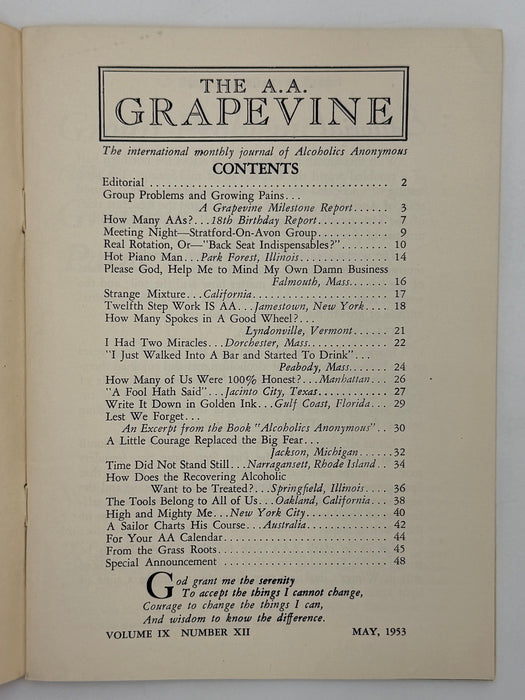 THE A.A.
GRAPEVINE
The international monthly journal of Alcoholics Anonymous
CONTENTS
Editorial .................................... 2
Group Problems and Growing Pains...
A Grapevine Milestone Report...... 3
How Many AAs?...18th Birthday Report........... 7
Meeting Night—Stratford-On-Avon Group............. 9
Real Rotation, Or—"Back Seat Indispensables?"........ 10
Hot Piano Man...Park Forest, Illinois.............. 14
Please God, Help Me to Mind My Own Damn Business
Falmouth, Mass....... 16
Strange Mixture...California..................... 17
Twelfth Step Work IS AA...Jamestown, New York.... 18
How Many Spokes in A Good Wheel?...
Lyndonville, Vermont...... 21
I Had Two Miracles...Dorchester, Mass............. 22
"I Just Walked Into A Bar and Started To Drink"...
Peabody, Mass....... 24
How Many of Us Were 100% Honest?...Manhattan... 26
"A Fool Hath Said"...Jacinto City, Texas........... 27
Write It Down in Golden Ink...Gulf Coast, Florida... 29
Lest We Forget...
An Excerpt from the Book "Alcoholics Anonymous".. 30
A Little Courage Replaced the Big Fear...
Jackson, Michigan......32
Time Did Not Stand Still...Narragansett, Rhode Island.. 34
How Does the Recovering Alcoholic
Want to be Treated?...Springfield, Illinois.... 36
The Tools Belong to All of Us...Oakland, California... 38
High and Mighty Me...New York City............. 40
A Sailor Charts His Course...Australia............. 42
For Your AA Calendar......................... 44
From the Grass Roots.......................... 45
Special Announcement .......................... 48
God grant me the serenity
To accept the things I cannot change,
Courage to change the things I can,
And wisdom to know the difference.
VOLUME IX NUMBER XII MAY, 1953